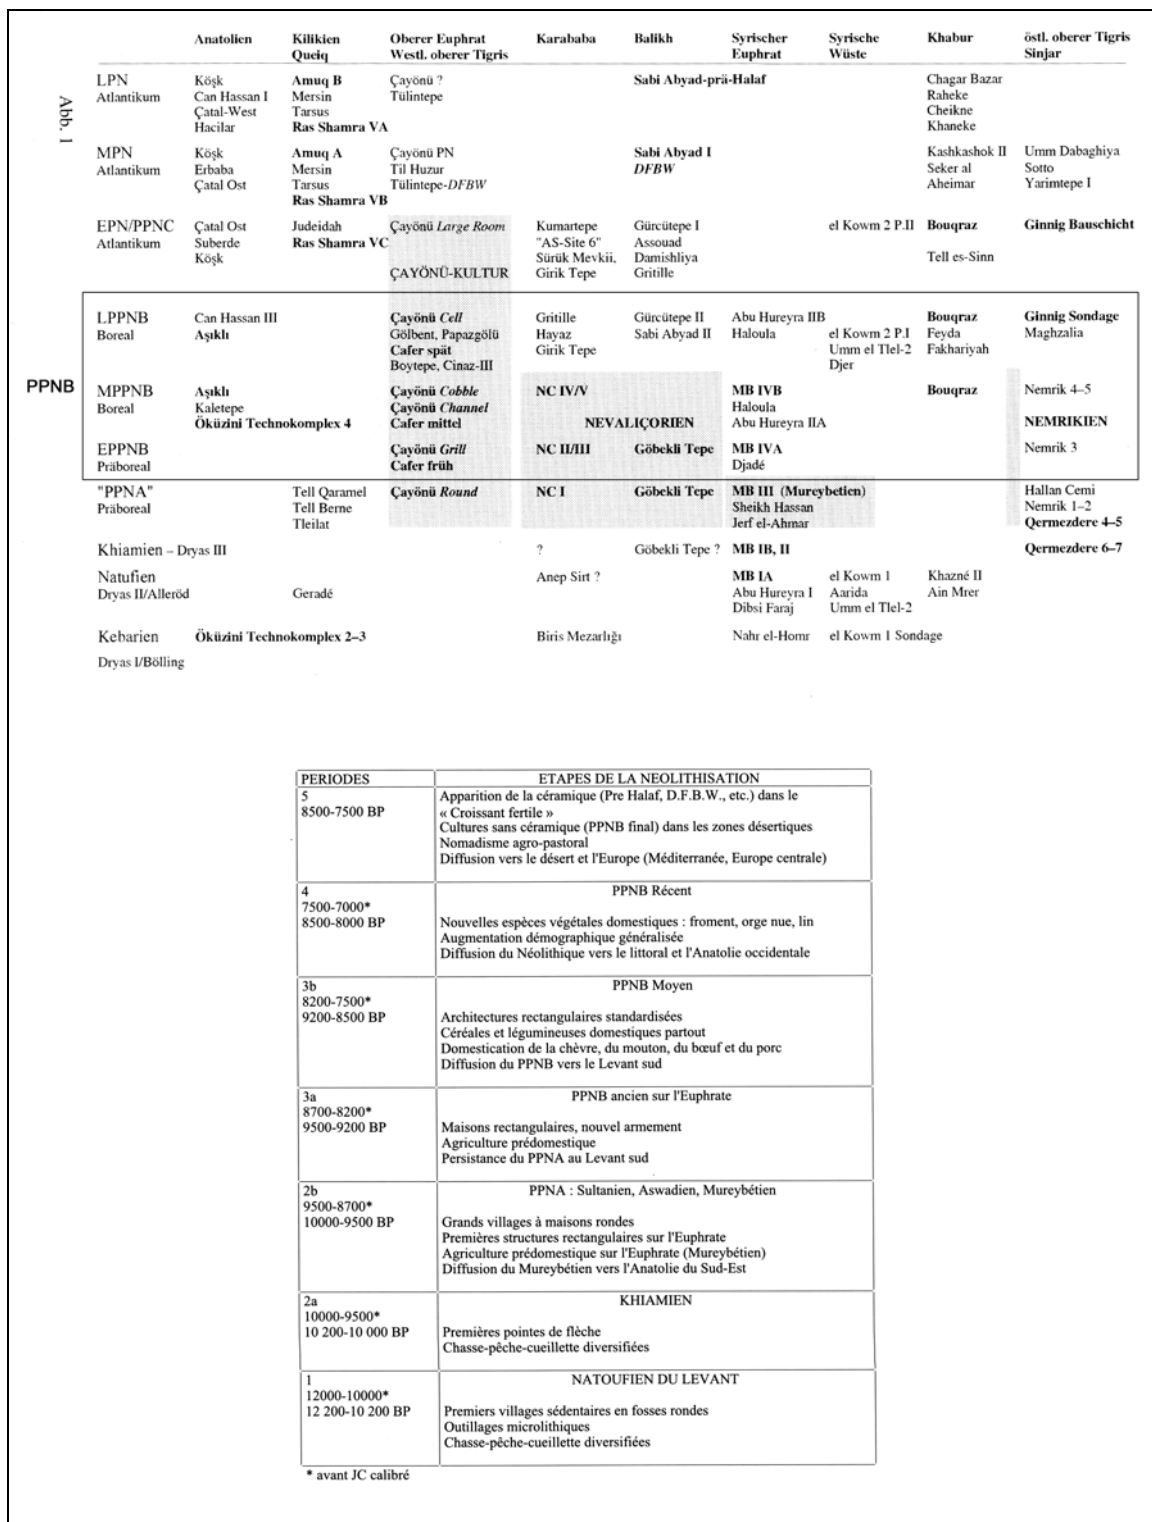 Anatolien Kilikien Oberer Euphrat Karababa Balikh Syrischer Syrische Khabur östl. oberer Tigris
Queiq Westl. oberer Tigris Euphrat Wüste Sinjar
Abb. 1
LPN Köşk Amuq B Çayönü ? Sabi Abyad-prä-Halaf Chagar Bazar
Atlantikum Can Hassan I Mersin Tülintepe Raheke
Çatal-West Tarsus Cheikne
Hacilar Ras Shamra VA Khaneke
MPN Köşk Amuq A Çayönü PN Sabi Abyad I Kashkashok II Umm Dabaghiya
Atlantikum Erbaba Mersin Til Huzur DFBW Seker al Sotto
Çatal Ost Tarsus Tülintepe-DFBW Aheimar Yarimtepe I
Ras Shamra VB
EPN/PPNC Çatal Ost Judeidah Çayönü Large Room Kumartepe Gürcütepe I el Kowm 2 P.II Bouqraz Ginnig Bauschicht
Atlantikum Suberde Ras Shamra VC "AS-Site 6" Assouad
Köşk Sürük Mevkii, Damishliya Tell es-Sinn
ÇAYÖNÜ-KULTUR Girik Tepe Gritille
LPPNB Can Hassan III Çayönü Cell Gritille Gürcütepe II Abu Hureyra IIB Bouqraz Ginnig Sondage
Boreal Aşıklı Gölbent, Papazgölü Hayaz Sabi Abyad II Haloula el Kowm 2 P.I Feyda Maghzalia
Cafer spät Girik Tepe Umm el Tlel-2 Fakhariyah
Boytepe, Cinaz-III Djer
PPNB
MPPNB Aşıklı Çayönü Cobble NC IV/V MB IVB Bouqraz Nemrik 4–5
Boreal Kaletepe Çayönü Channel Haloula
Öküzini Technokomplex 4 Cafer mittel NEVALIÇORIEN Abu Hureyra IIA NEMRIKIEN
EPPNB Çayönü Grill NC II/III Göbekli Tepe MB IVA Nemrik 3
Präboreal Cafer früh Djadé
"PPNA" Tell Qaramel Çayönü Round NC I Göbekli Tepe MB III (Mureybetien) Hallan Cemi
Präboreal Tell Berne Sheikh Hassan Nemrik 1–2
Tleilat Jerf el-Ahmar Qermezdere 4–5
Khiamien – Dryas III ? Göbekli Tepe ? MB IB, II Qermezdere 6–7
Natufien Anep Sirt ? MB IA el Kowm 1 Khazné II
Dryas II/Alleröd Geradé Abu Hureyra I Aarida Ain Mrer
Dibsi Faraj Umm el Tlel-2
Kebarien Öküzini Technokomplex 2–3 Biris Mezarlığı Nahr el-Homr el Kowm 1 Sondage
Dryas I/Bölling
PERIODES ETAPES DE LA NEOLITHISATION
5 Apparition de la céramique (Pre Halaf, D.F.B.W., etc.) dans le
8500-7500 BP « Croissant fertile »
Cultures sans céramique (PPNB final) dans les zones désertiques
Nomadisme agro-pastoral
Diffusion vers le désert et l'Europe (Méditerranée, Europe centrale)
4 PPNB Récent
7500-7000*
8500-8000 BP Nouvelles espèces végétales domestiques : froment, orge nue, lin
Augmentation démographique généralisée
Diffusion du Néolithique vers le littoral et l'Anatolie occidentale
3b PPNB Moyen
8200-7500*
9200-8500 BP Architectures rectangulaires standardisées
Céréales et légumineuses domestiques partout
Domestication de la chèvre, du mouton, du bœuf et du porc
Diffusion du PPNB vers le Levant sud
3a PPNB ancien sur l'Euphrate
8700-8200*
9500-9200 BP Maisons rectangulaires, nouvel armement
Agriculture prédomestique
Persistance du PPNA au Levant sud
2b PPNA : Sultanien, Aswadien, Mureybétien
9500-8700*
10000-9500 BP Grands villages à maisons rondes
Premières structures rectangulaires sur l'Euphrate
Agriculture prédomestique sur l'Euphrate (Mureybétien)
Diffusion du Mureybétien vers l'Anatolie du Sud-Est
2a KHIAMIEN
10000-9500*
10 200-10 000 BP Premières pointes de flèche
Chasse-pêche-cueillette diversifiées
1 NATOUFIEN DU LEVANT
12000-10000*
12 200-10 200 BP Premiers villages sédentaires en fosses rondes
Outillages microlithiques
Chasse-pêche-cueillette diversifiées
* avant JC calibré